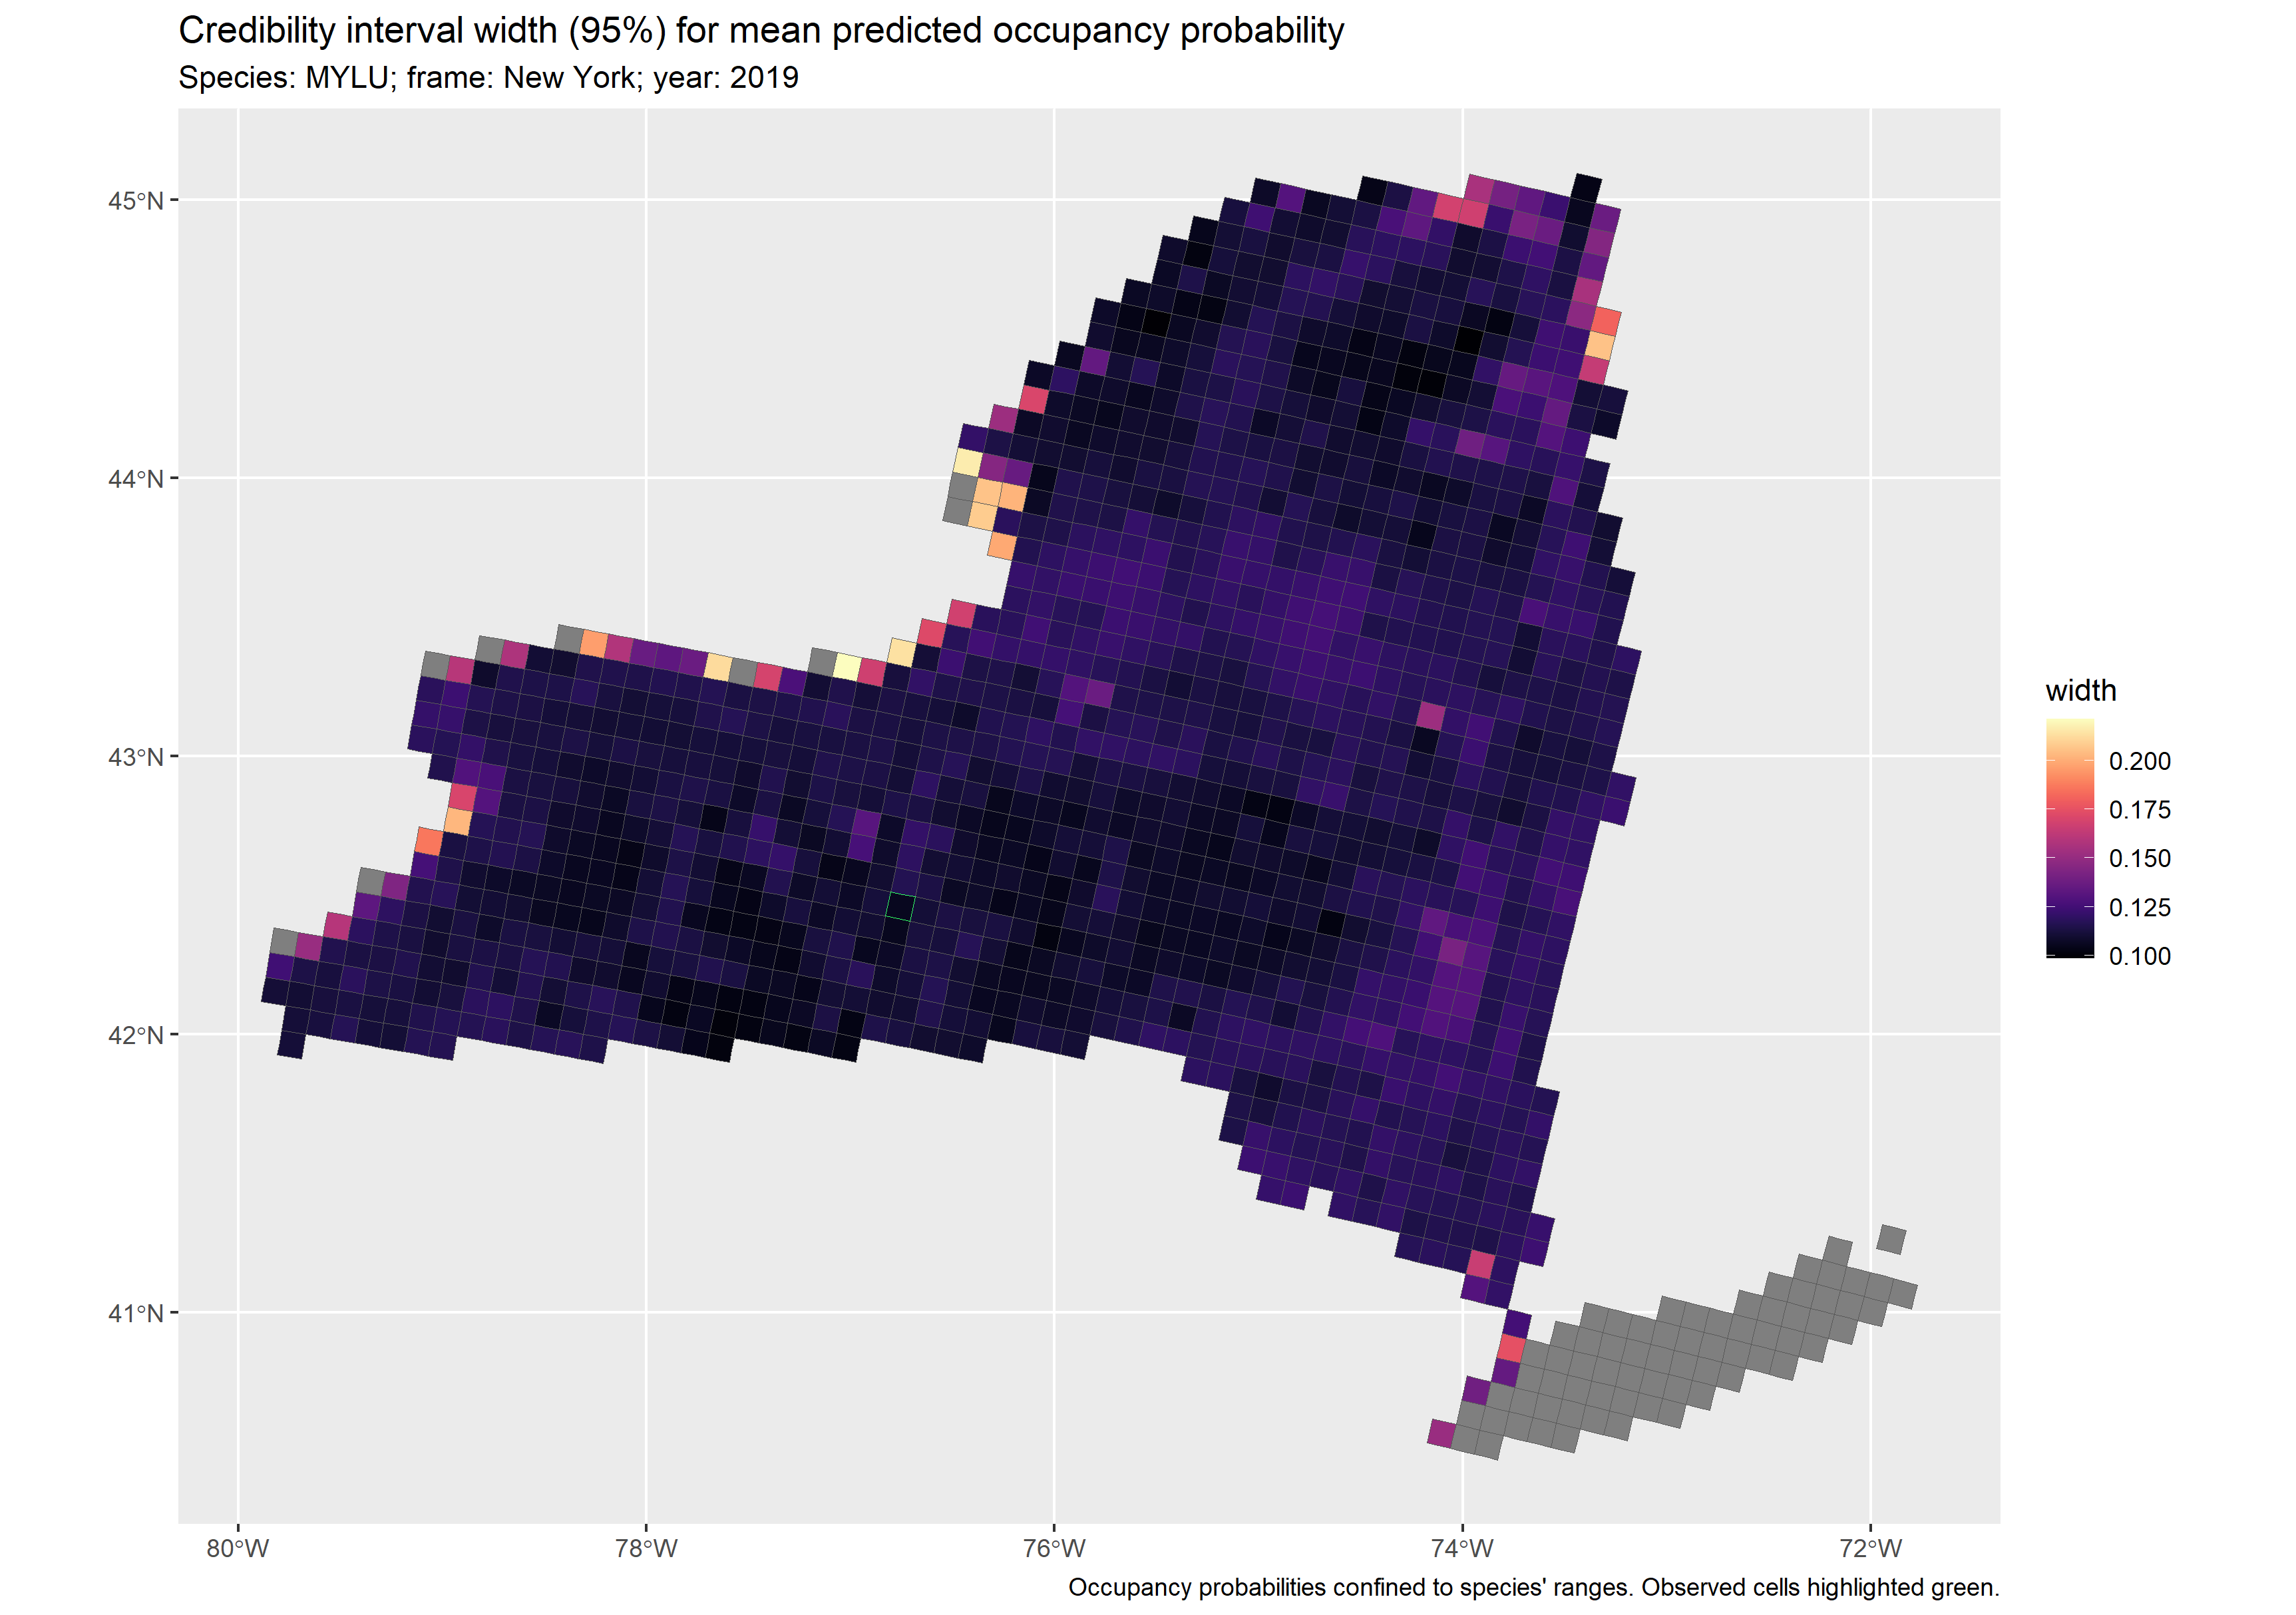 Credibility interval width (95%) for mean predicted occupancy probability
Species: MYLU; frame: New York; year: 2019
45°N
44°N
43°N
42°N
41°N
80°W
78°W
76°W
74°W
72°W
width
0.200
0.175
0.150
0.125
0.100
Occupancy probabilities confined to species' ranges. Observed cells highlighted green.